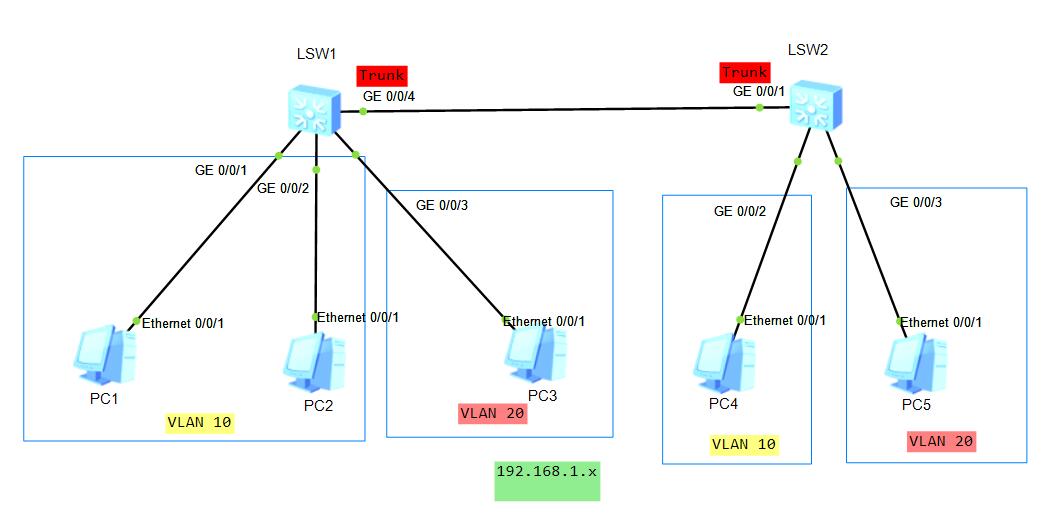 LSW1
LSW2
Trunk
Trunk
GE 0/0/4
GE 0/0/1
GE 0/0/1
GE 0/0/2
GE 0/0/3
GE 0/0/2
GE 0/0/3
Ethernet 0/0/1
Ethernet 0/0/1
Ethernet 0/0/1
Ethernet 0/0/1
Ethernet 0/0/1
PC1
PC2
PC3
PC4
PC5
VLAN 10
VLAN 20
VLAN 10
VLAN 20
192.168.1.x